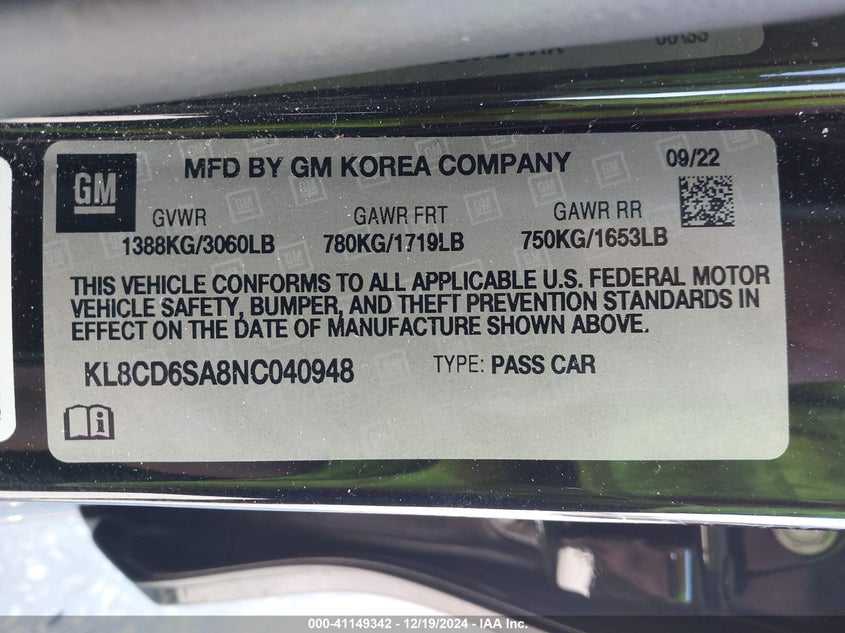 MFD BY GM KOREA COMPANY 09/22
GM
GVWR GAWR FRT GAWR RR
1388KG/3060LB 780KG/1719LB 750KG/1653LB
THIS VEHICLE CONFORMS TO ALL APPLICABLE U.S. FEDERAL MOTOR
VEHICLE SAFETY, BUMPER, AND THEFT PREVENTION STANDARDS IN
EFFECT ON THE DATE OF MANUFACTURE SHOWN ABOVE.
KL8CD6SA8NC040948 TYPE: PASS CAR
000-41149342 - 12/19/2024 - IAA Inc.